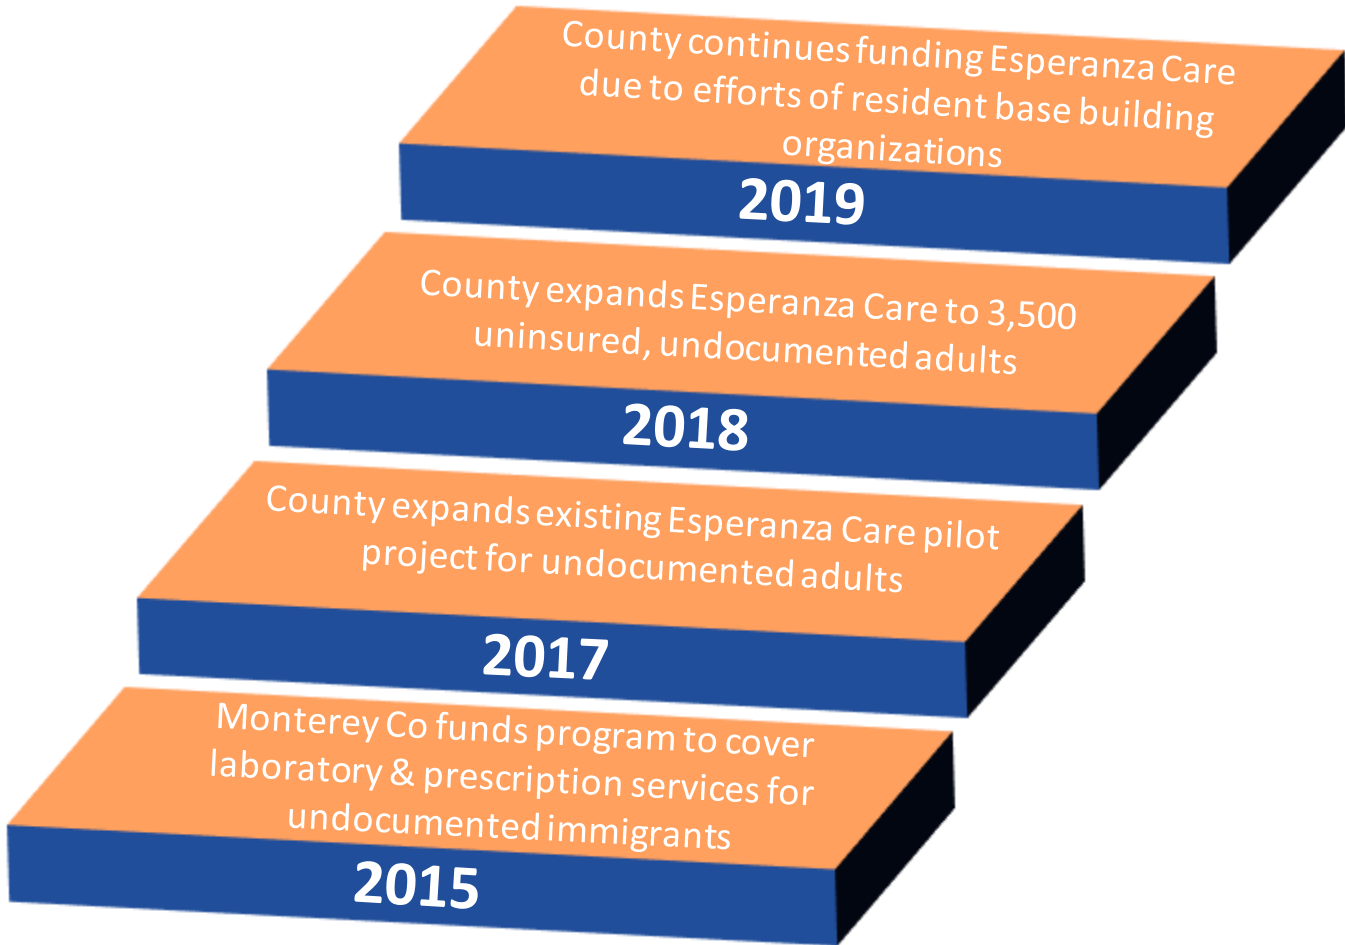 County continues funding Esperanza Care
due to efforts of resident base building
organizations
2019
County expands Esperanza Care to 3,500
uninsured, undocumented adults
2018
County expands existing Esperanza Care pilot
project for undocumented adults
2017
Monterey Co funds program to cover
laboratory & prescription services for
undocumented immigrants
2015